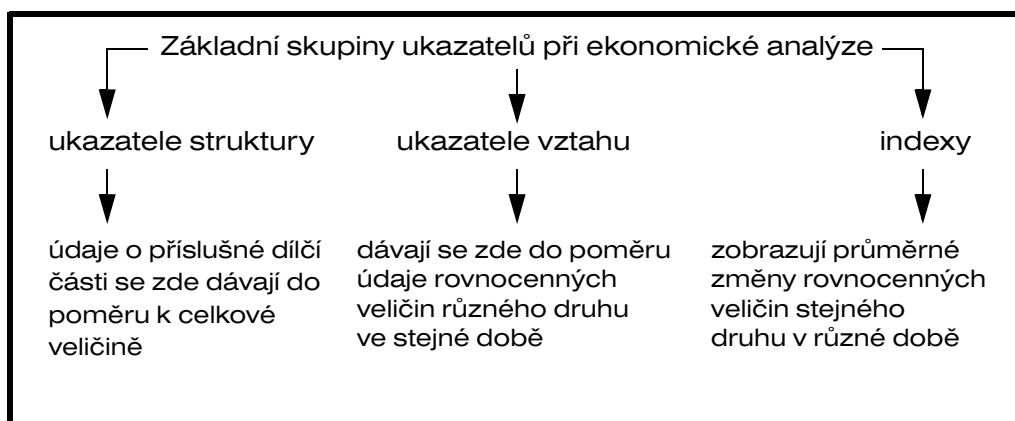 Základní skupiny ukazatelů při ekonomické analýze
ukazatele struktury
ukazatele vztahu
indexy
údaje o příslušné dílčí
části se zde dávají do
poměru k celkové
veličině
dávají se zde do poměru
údaje rovnocenných
veličin různého druhu
ve stejné době
zobrazují průměrné
změny rovnocenných
veličin stejného
druhu v různé době